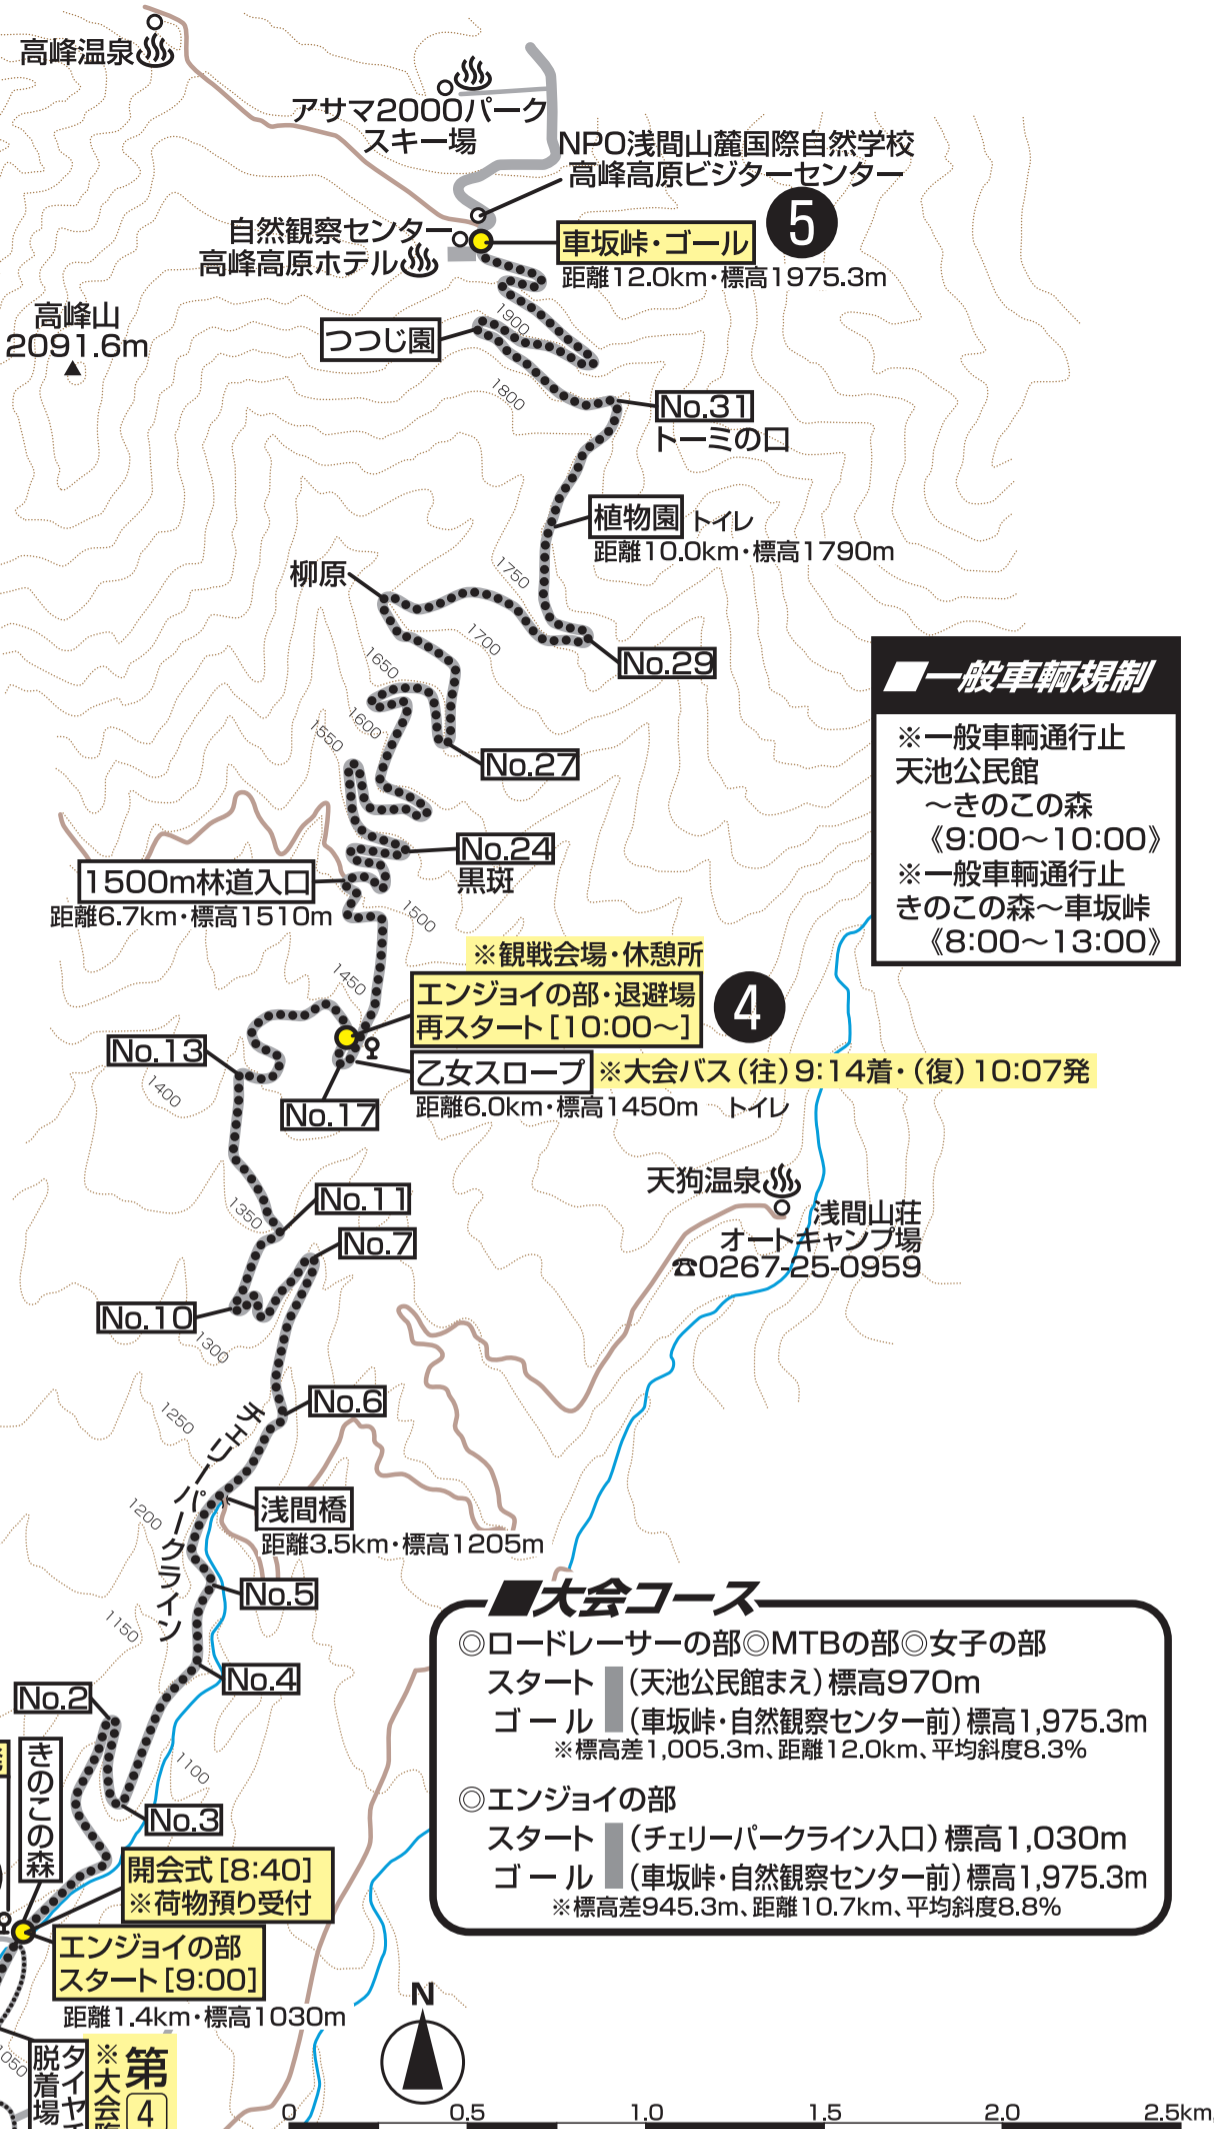 高峰温泉
アサマ2000パーク
スキー場
NPO浅間山麓国際自然学校
高峰高原ビジターセンター
自然観察センター
高峰高原ホテル
車坂峠・ゴール
5
距離12.0km・標高1975.3m
高峰山
2091.6m
つつじ園
1900
1800
No.31
トーミの口
植物園 トイレ
距離10.0km・標高1790m
柳原
1750
1700
No.29
1650
1600
1550
No.27
■一般車輌規制
※一般車輌通行止
天池公民館
～きのこの森
《9:00～10:00》
※一般車輌通行止
きのこの森～車坂峠
《8:00～13:00》
No.24
黒斑
1500m林道入口
距離6.7km・標高1510m
1500
※観戦会場・休憩所
1450
エンジョイの部・退避場
再スタート[10:00～]
4
No.13
乙女スロープ ※大会バス（往）9:14着・（復）10:07発
距離6.0km・標高1450m トイレ
1400
No.17
天狗温泉
浅間山荘
オートキャンプ場
☎0267-25-0959
No.11
1350
No.7
No.10
1300
No.6
1250
チェリーパークライン
1200
浅間橋
距離3.5km・標高1205m
No.5
1150
No.4
No.2
1100
きのこの森
No.3
開会式[8:40]
※荷物預り受付
エンジョイの部
スタート[9:00]
距離1.4km・標高1030m
■大会コース
◎ロードレーサーの部◎MTBの部◎女子の部
スタート（天池公民館まえ）標高970m
ゴール（車坂峠・自然観察センター前）標高1,975.3m
※標高差1,005.3m、距離12.0km、平均斜度8.3%
◎エンジョイの部
スタート（チェリーパークライン入口）標高1,030m
ゴール（車坂峠・自然観察センター前）標高1,975.3m
※標高差945.3m、距離10.7km、平均斜度8.8%
N
1050
タイヤ
脱着場
※大会
第
4
0 0.5 1.0 1.5 2.0 2.5km